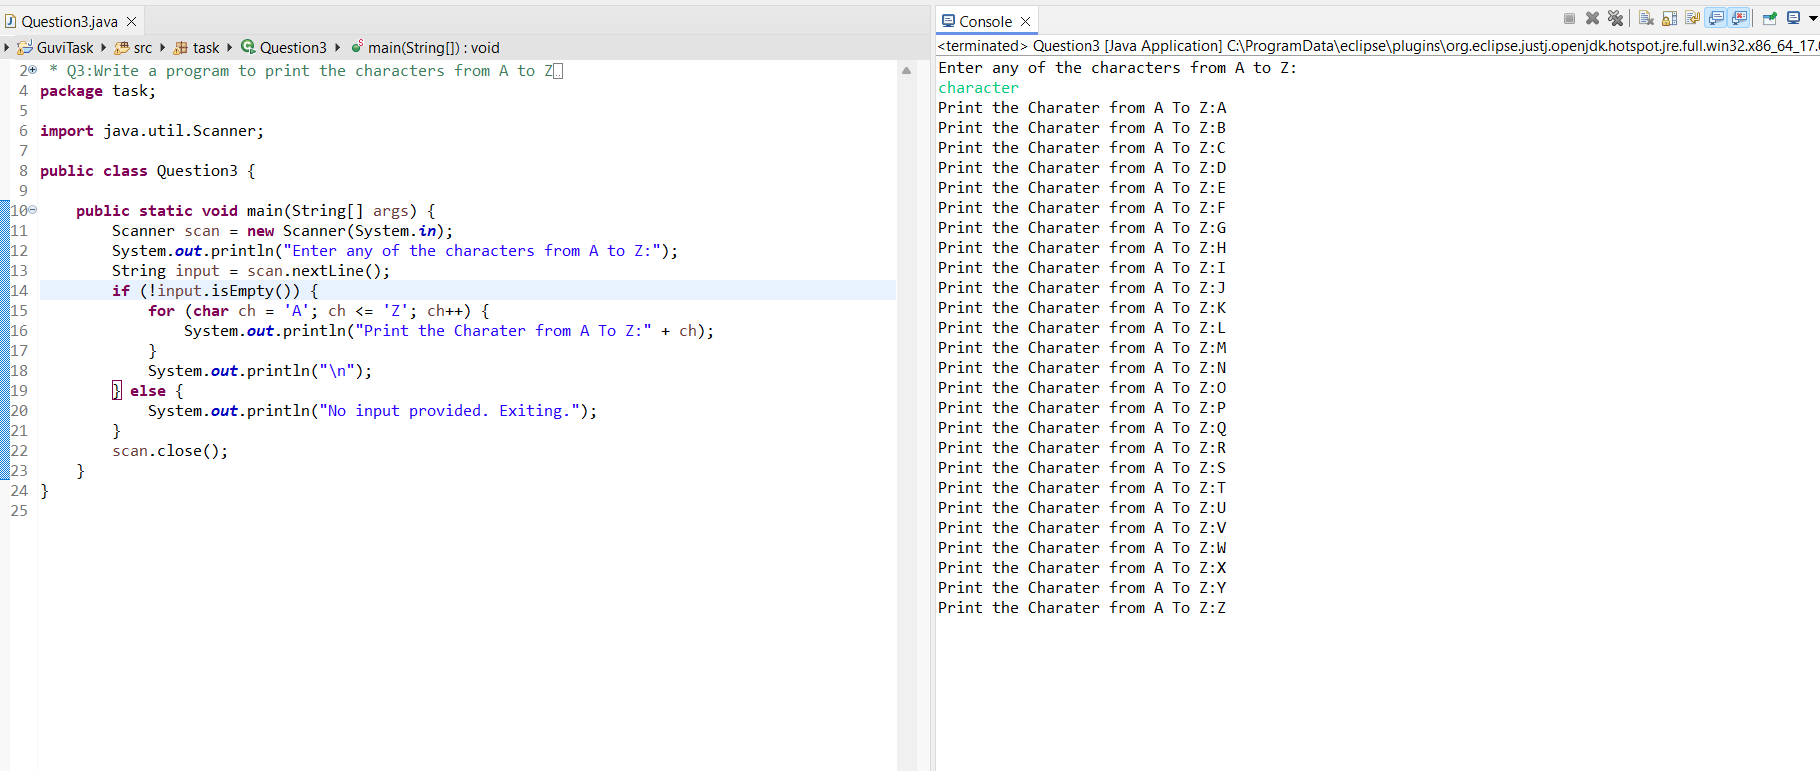 Question3.java
GuviTask src task Question3 main(String[]) : void
2 * Q3:Write a program to print the characters from A to Z
4 package task;
5
6 import java.util.Scanner;
7
8 public class Question3 {
9
10 public static void main(String[] args) {
11 Scanner scan = new Scanner(System.in);
12 System.out.println("Enter any of the characters from A to Z:");
13 String input = scan.nextLine();
14 if (!input.isEmpty()) {
15 for (char ch = 'A'; ch <= 'Z'; ch++) {
16 System.out.println("Print the Charater from A To Z:" + ch);
17 }
18 System.out.println("\n");
19 } else {
20 System.out.println("No input provided. Exiting.");
21 }
22 scan.close();
23 }
24 }
25
Console
<terminated> Question3 [Java Application] C:\ProgramData\eclipse\plugins\org.eclipse.justj.openjdk.hotspot.jre.full.win32.x86_64_17.
Enter any of the characters from A to Z:
character
Print the Charater from A To Z:A
Print the Charater from A To Z:B
Print the Charater from A To Z:C
Print the Charater from A To Z:D
Print the Charater from A To Z:E
Print the Charater from A To Z:F
Print the Charater from A To Z:G
Print the Charater from A To Z:H
Print the Charater from A To Z:I
Print the Charater from A To Z:J
Print the Charater from A To Z:K
Print the Charater from A To Z:L
Print the Charater from A To Z:M
Print the Charater from A To Z:N
Print the Charater from A To Z:O
Print the Charater from A To Z:P
Print the Charater from A To Z:Q
Print the Charater from A To Z:R
Print the Charater from A To Z:S
Print the Charater from A To Z:T
Print the Charater from A To Z:U
Print the Charater from A To Z:V
Print the Charater from A To Z:W
Print the Charater from A To Z:X
Print the Charater from A To Z:Y
Print the Charater from A To Z:Z